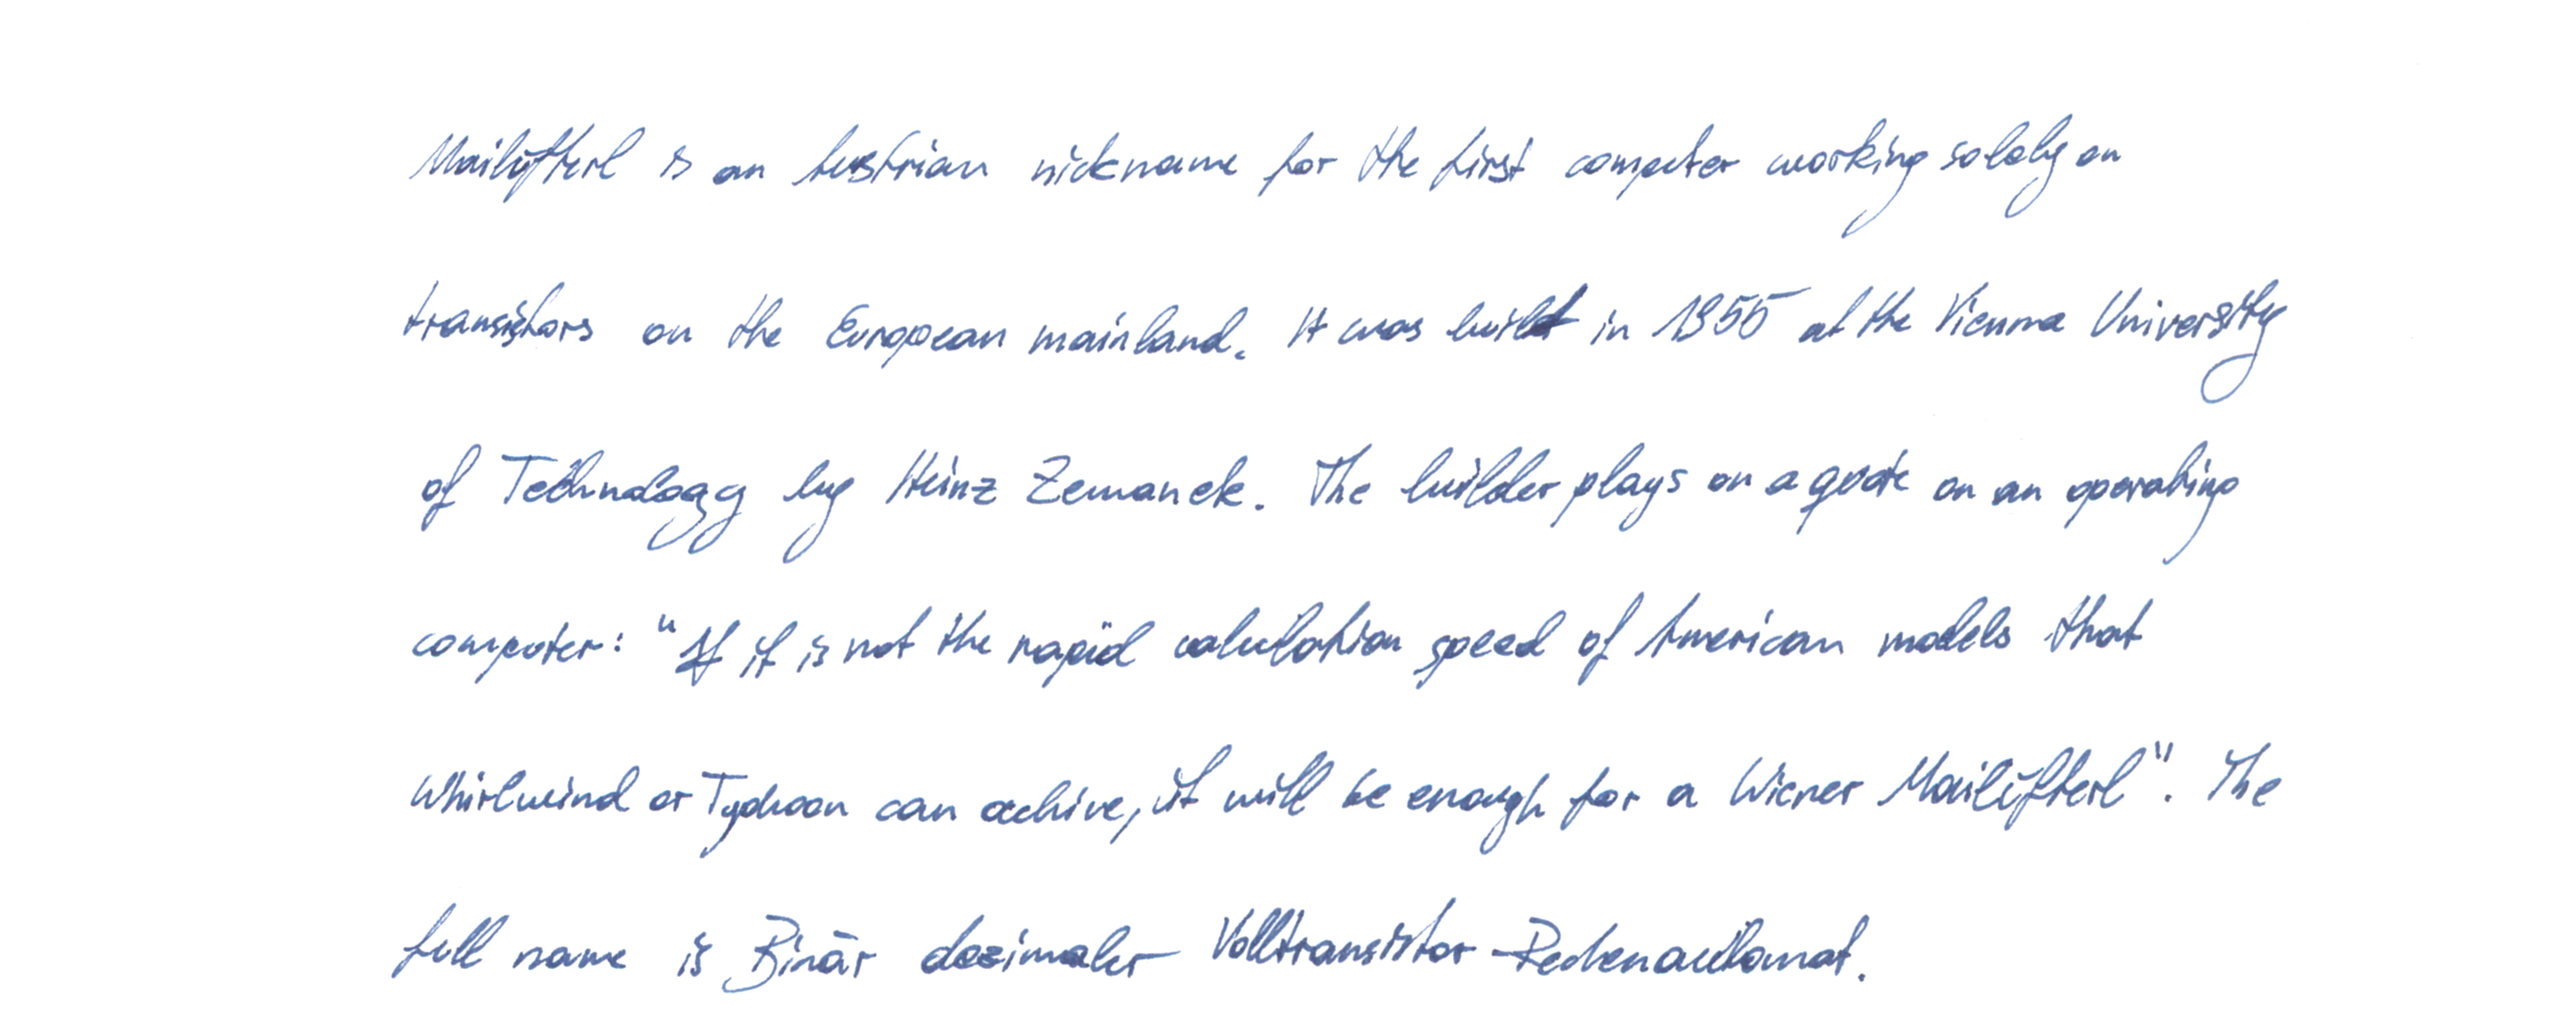 Mailüfterl is an Austrian nickname for the first computer working solely on
transistors on the European mainland. It was built in 1955 at the Vienna University
of Technology by Heinz Zemanek. The builder plays on a quote on an operating
computer: "If it is not the rapid calculation speed of American models that
Whirlwind or Typhoon can achive, it will be enough for a Wiener Mailüfterl". The
full name is Binär dezimaler Volltransistor-Rechenautomat.